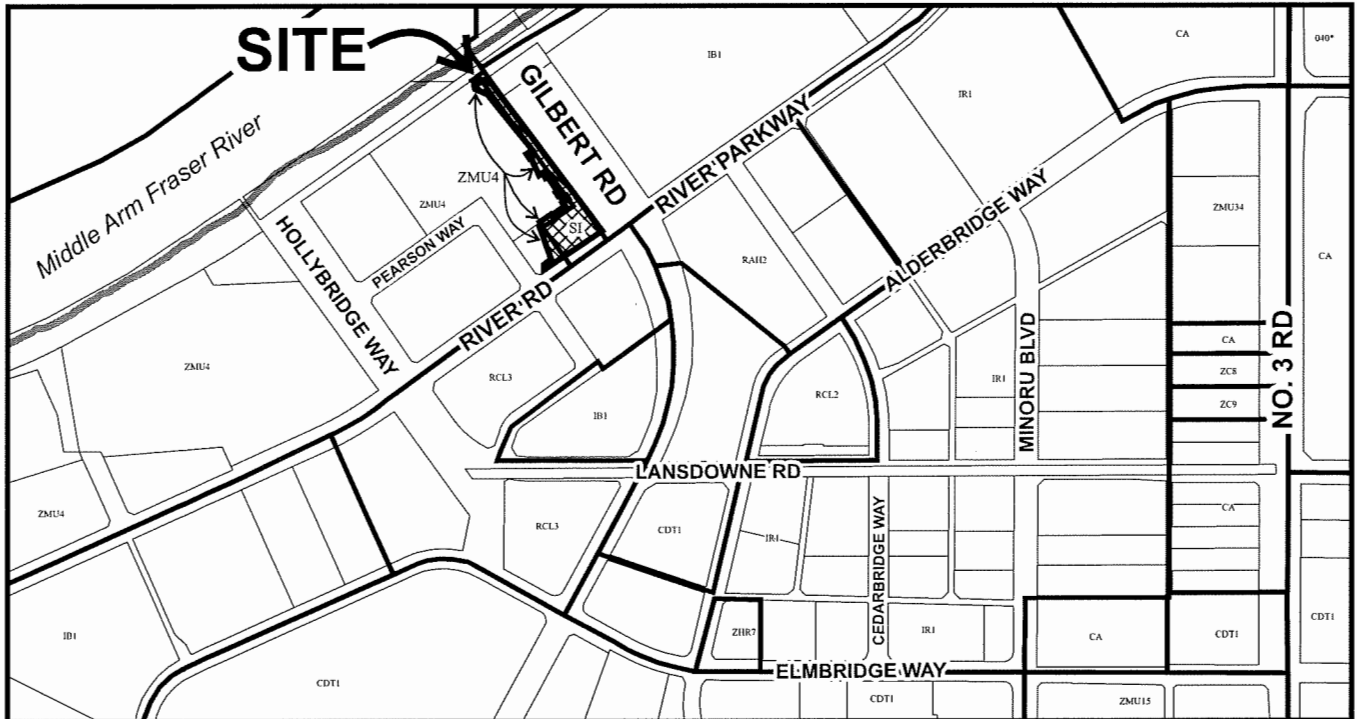 SITE
Middle Arm Fraser River
GILBERT RD
IB1
CA
040*
IR1
RIVER PARKWAY
ZMU4
ZMU4
SI
HOLLYBRIDGE WAY
PEARSON WAY
RIVER RD
RAH2
ALDERBRIDGE WAY
ZMU34
CA
ZMU4
RCL3
IB1
RCL2
IR1
MINORU BLVD
CA
ZC8
ZC9
NO. 3 RD
LANSDOWNE RD
ZMU4
RCL3
CDT1
IR1
CEDARBRIDGE WAY
CA
IB1
CDT1
ZHR7
IR1
CA
CDT1
CDT1
ELMBRIDGE WAY
CDT1
ZMU15